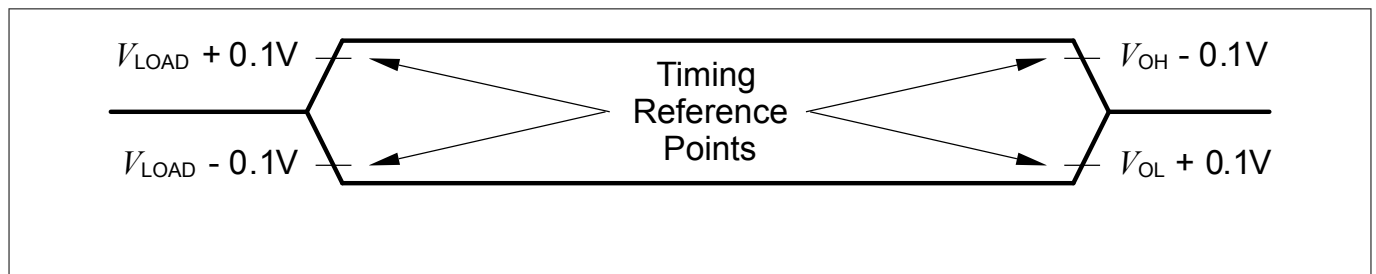 VLOAD + 0.1V
VLOAD - 0.1V
Timing
Reference
Points
VOH - 0.1V
VOL + 0.1V